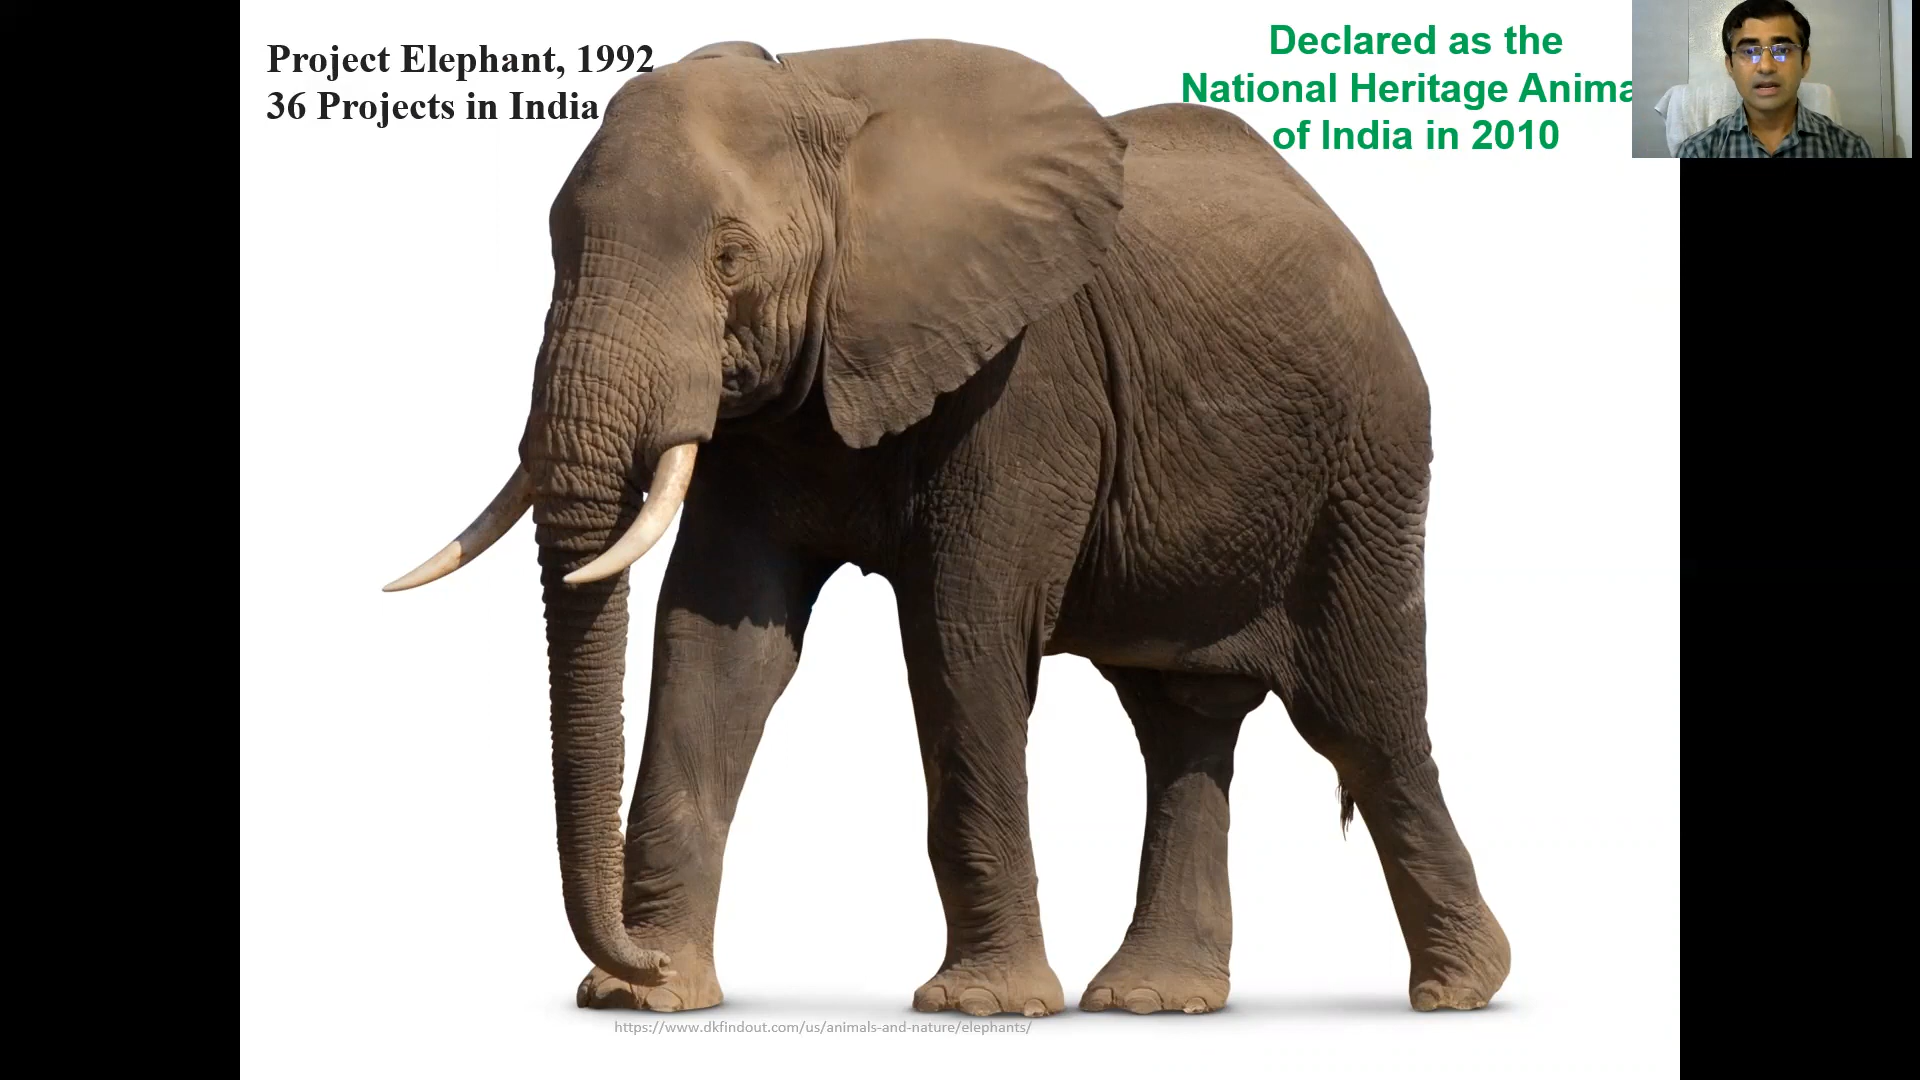 Project Elephant, 1992
36 Projects in India
Declared as the
National Heritage Anima
of India in 2010
https://www.dkfindout.com/us/animals-and-nature/elephants/